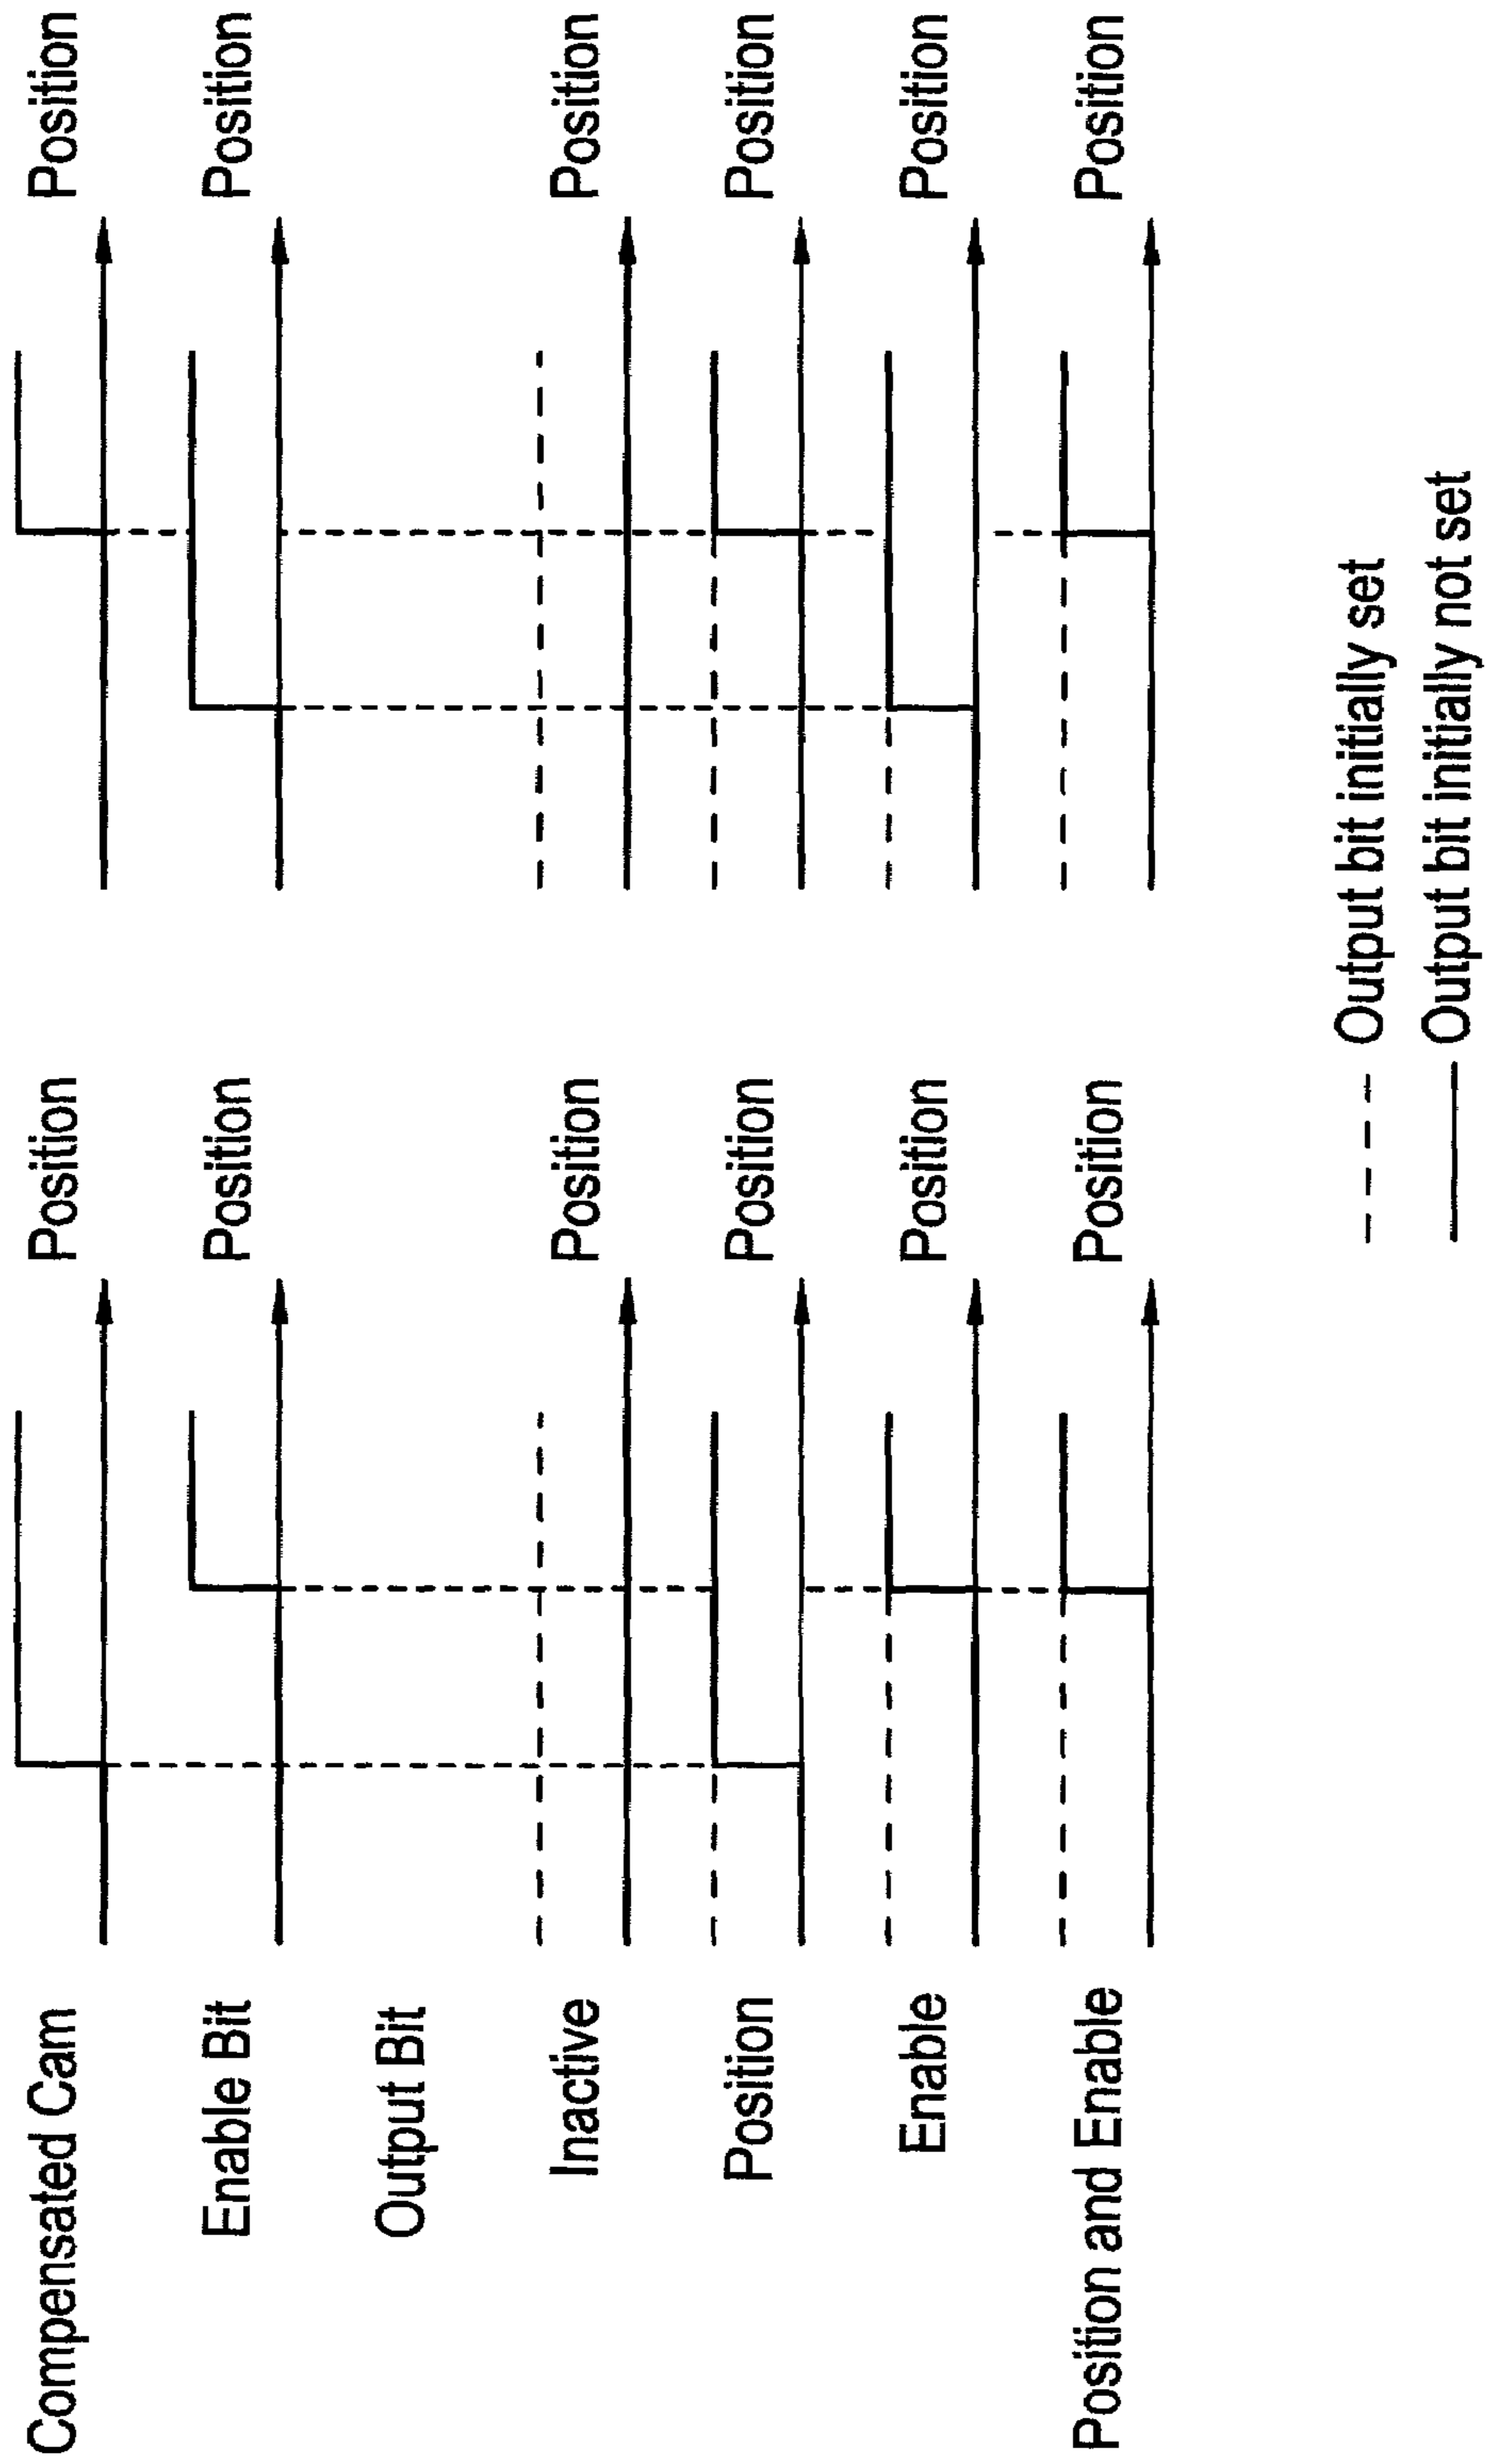 Compensated Cam
Position
Position
Enable Bit
Position
Position
Output Bit
Inactive
Position
Position
Position
Position
Position
Enable
Position
Position
Position and Enable
Position
Position
Output bit initially set
Output bit initially not set